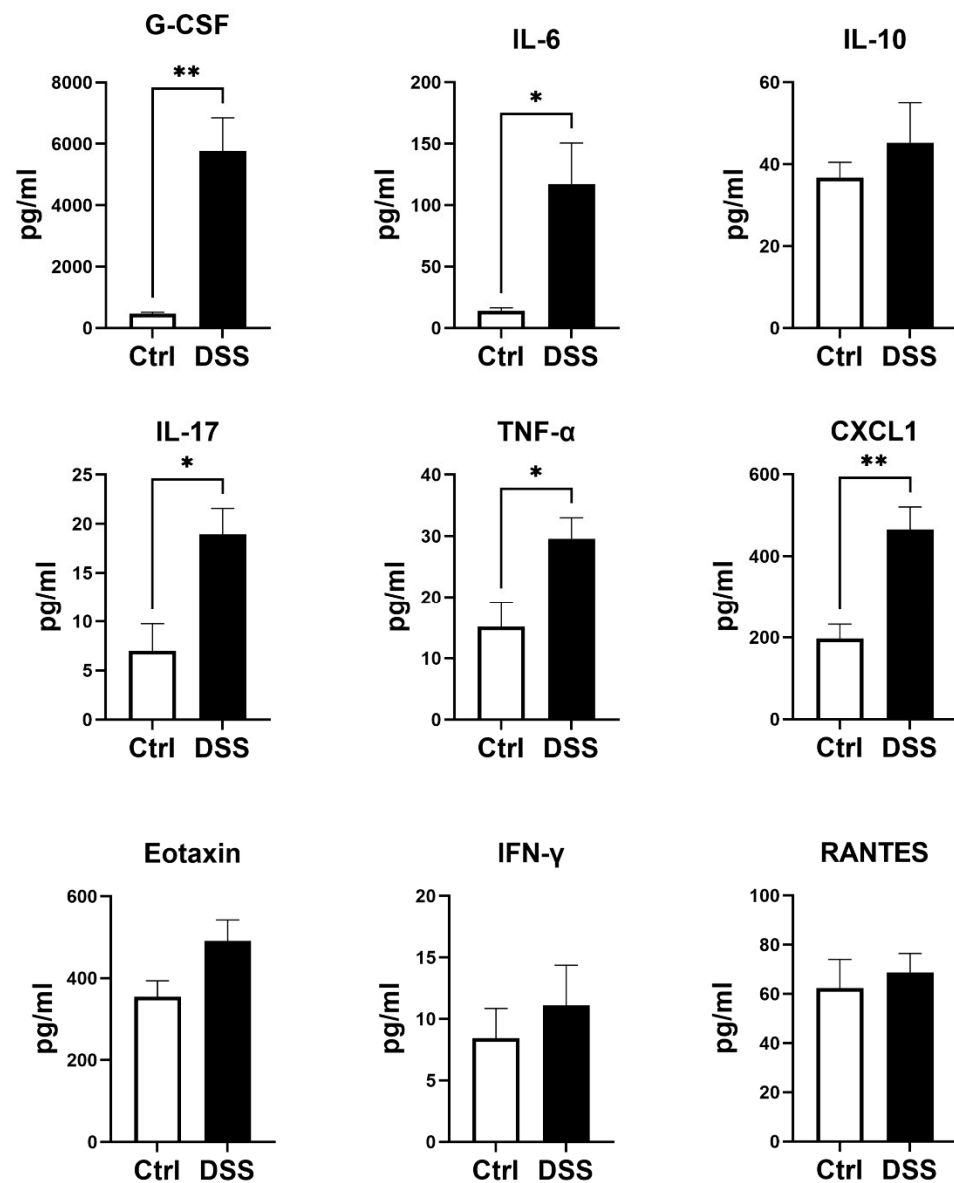 G-CSF
**
pg/ml
8000
6000
4000
2000
0
Ctrl DSS
IL-6
*
pg/ml
200
150
100
50
0
Ctrl DSS
IL-10
pg/ml
60
40
20
0
Ctrl DSS
IL-17
*
pg/ml
25
20
15
10
5
0
Ctrl DSS
TNF-α
*
pg/ml
40
30
20
10
0
Ctrl DSS
CXCL1
**
pg/ml
600
400
200
0
Ctrl DSS
Eotaxin
pg/ml
600
400
200
0
Ctrl DSS
IFN-γ
pg/ml
20
15
10
5
0
Ctrl DSS
RANTES
pg/ml
100
80
60
40
20
0
Ctrl DSS